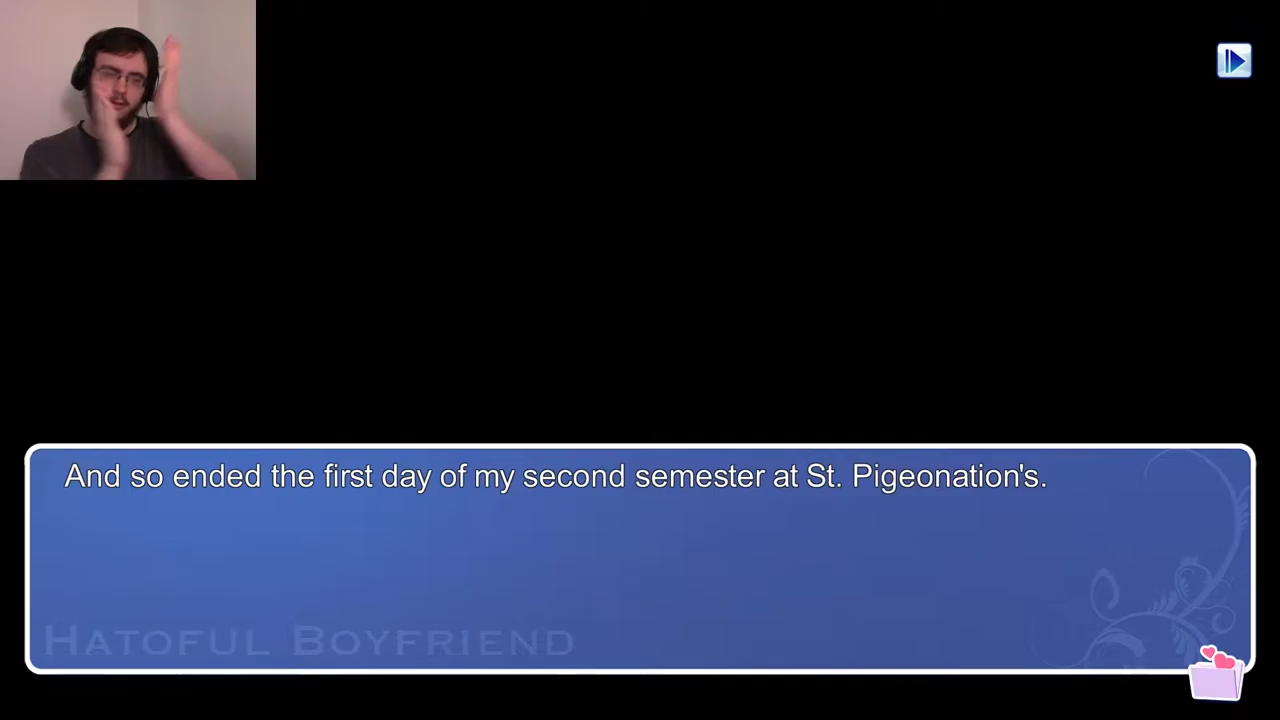 And so ended the first day of my second semester at St. Pigeonation's.
HATOFUL BOYFRIEND